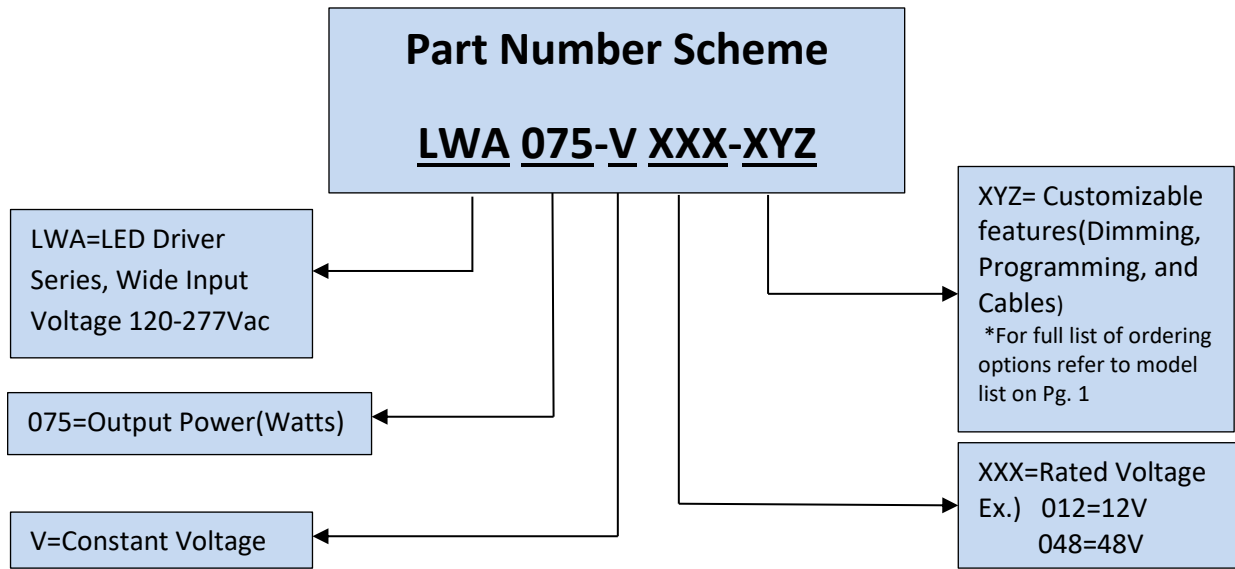 Part Number Scheme
LWA 075-V XXX-XYZ
LWA=LED Driver
Series, Wide Input
Voltage 120-277Vac
075=Output Power(Watts)
V=Constant Voltage
XYZ= Customizable
features(Dimming,
Programming, and
Cables)
*For full list of ordering
options refer to model
list on Pg. 1
XXX=Rated Voltage
Ex.) 012=12V
048=48V